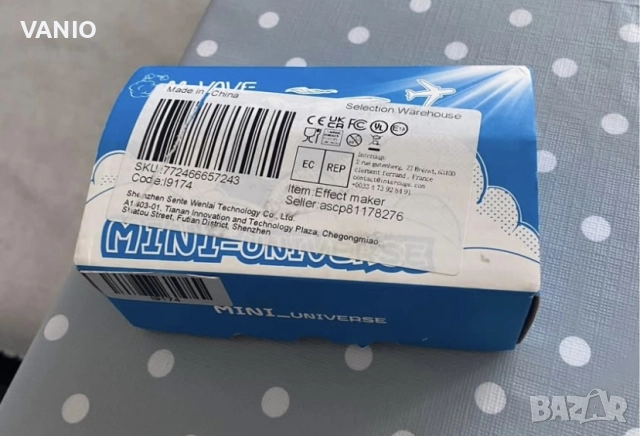 VANIO
M-VAVE
Made in China
Selection Warehouse
SKU:772466657243
Code:I9174
EC REP
Item:Effect maker
Seller:ascp81178276
Shenzhen Sente Wenlai Technology Co., Ltd.
A1403-01, Tianan Innovation and Technology Plaza, Chegongmiao,
Shatou Street, Futian District, Shenzhen
MINI-UNIVERSE
MINI_UNIVERSE
BAZAR